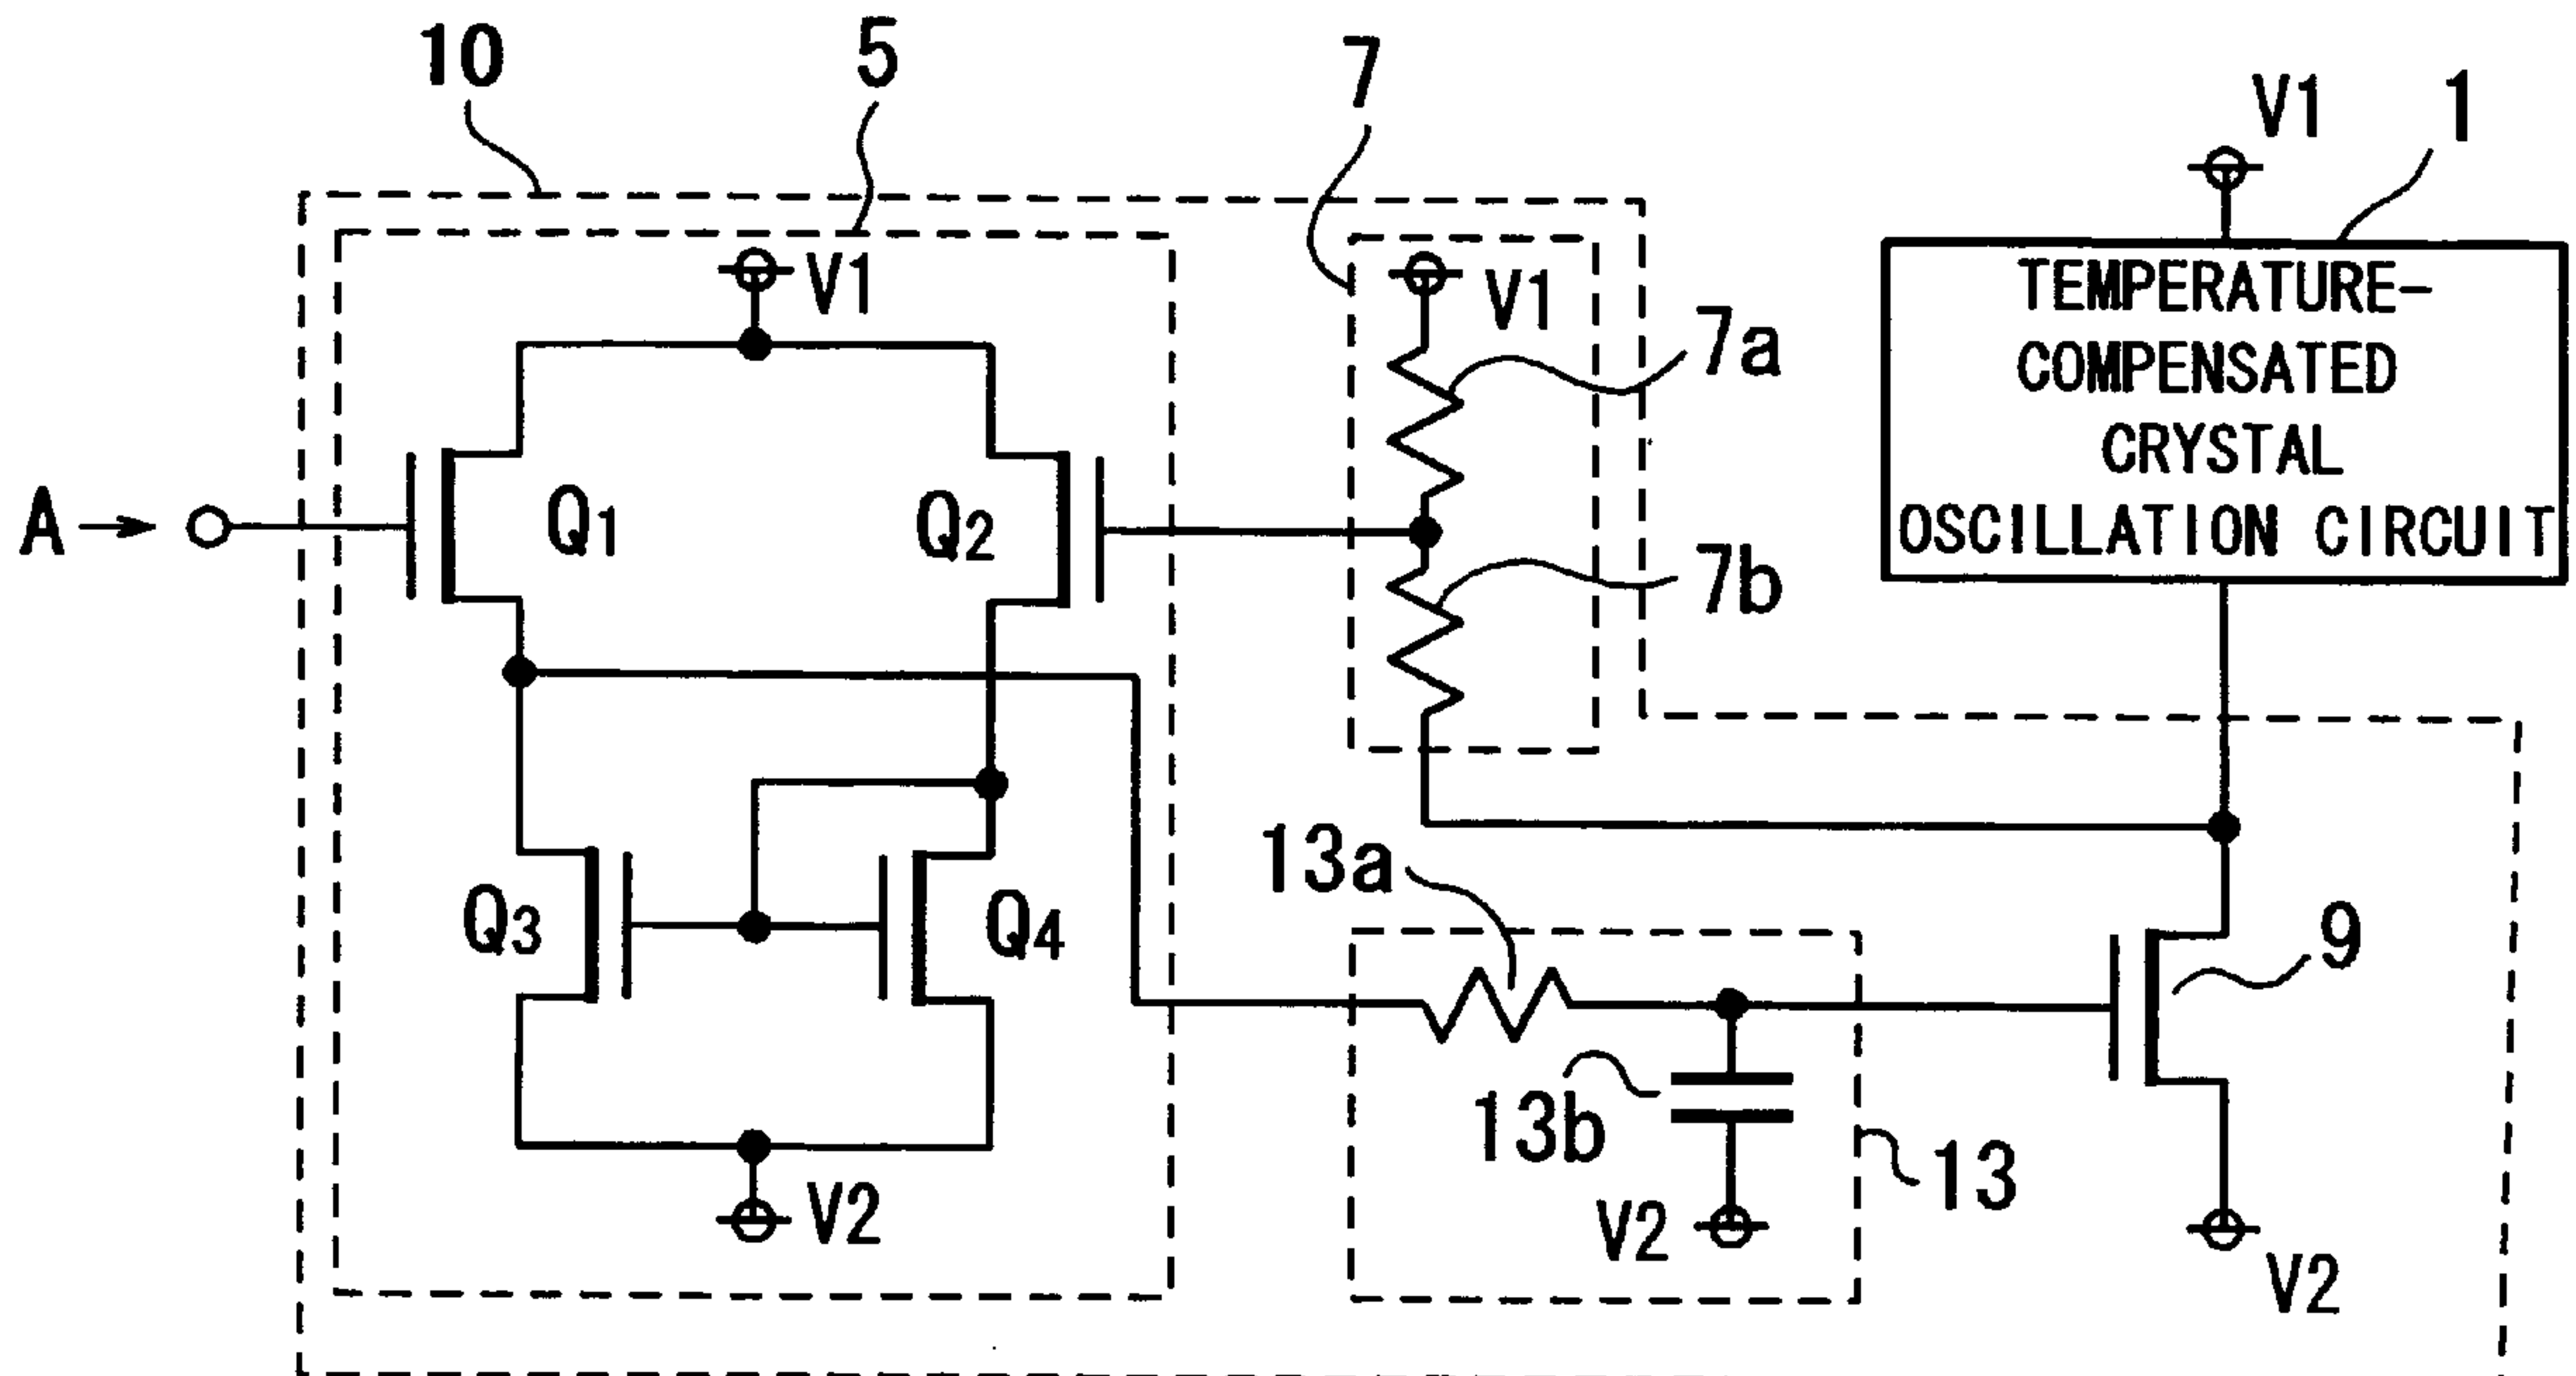 10
5
7
V1
1
V1
V1
7a
TEMPERATURE-
COMPENSATED
CRYSTAL
OSCILLATION CIRCUIT
A
Q1
Q2
7b
13a
Q3
Q4
9
13b
13
V2
V2
V2